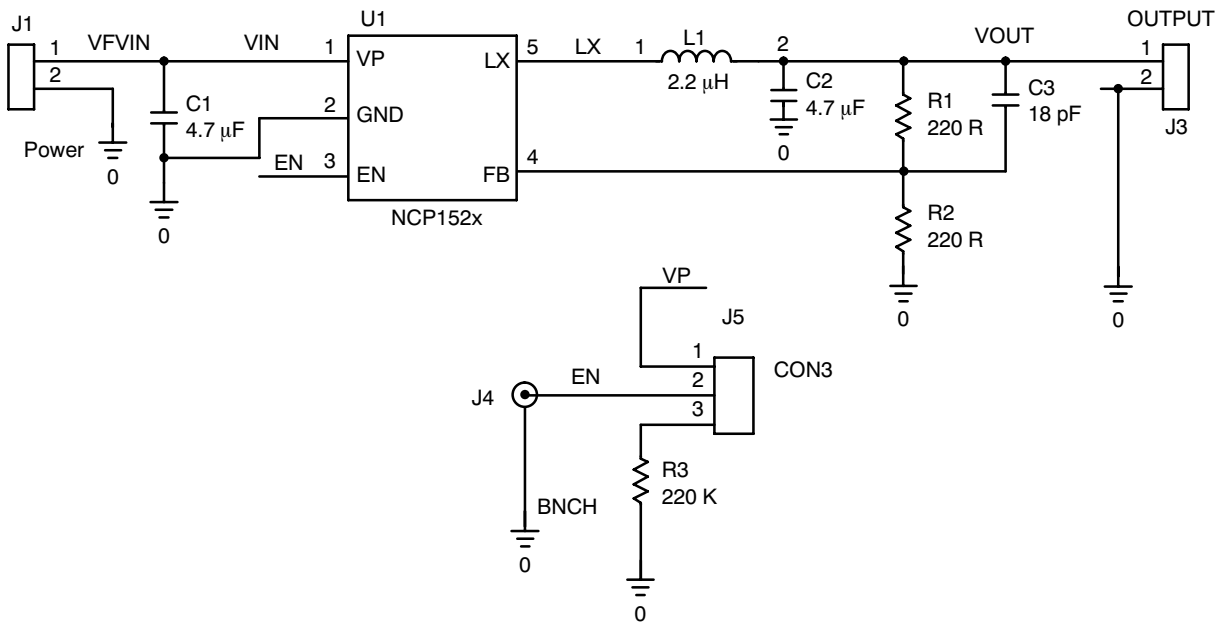 J1
1
2
VFVIN
VIN
Power
0
C1
4.7 μF
0
U1
1
VP
2
GND
3
EN
EN
LX
5
FB
4
NCP152x
LX
1
L1
2
2.2 μH
C2
4.7 μF
0
R1
220 R
R2
220 R
0
VOUT
C3
18 pF
OUTPUT
1
2
J3
0
VP
J5
1
2
3
CON3
J4
EN
BNCH
0
R3
220 K
0